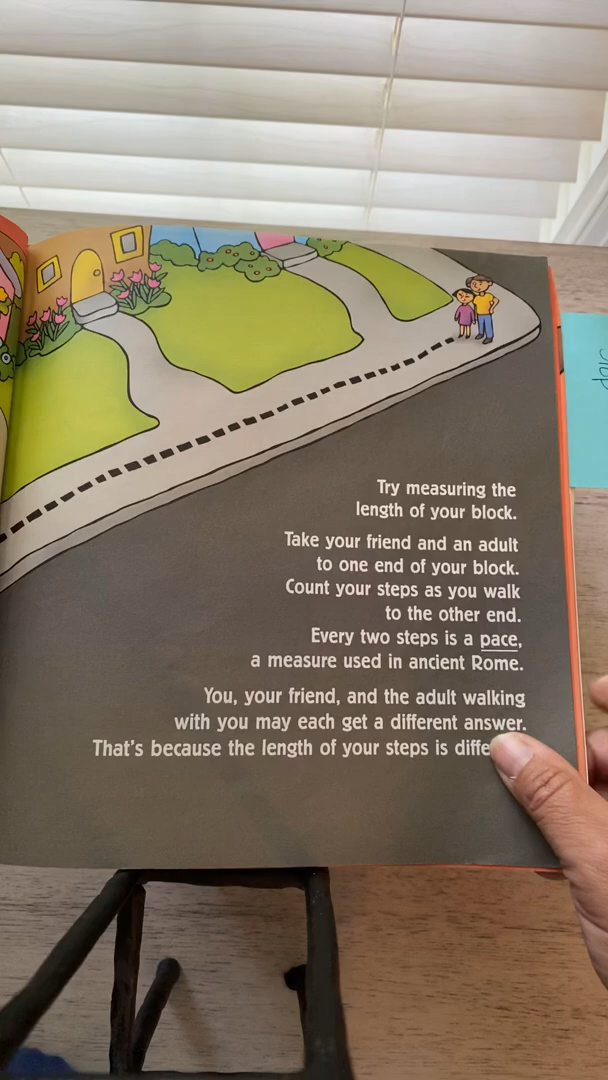 Try measuring the
length of your block.
Take your friend and an adult
to one end of your block.
Count your steps as you walk
to the other end.
Every two steps is a pace,
a measure used in ancient Rome.
You, your friend, and the adult walking
with you may each get a different answer.
That's because the length of your steps is